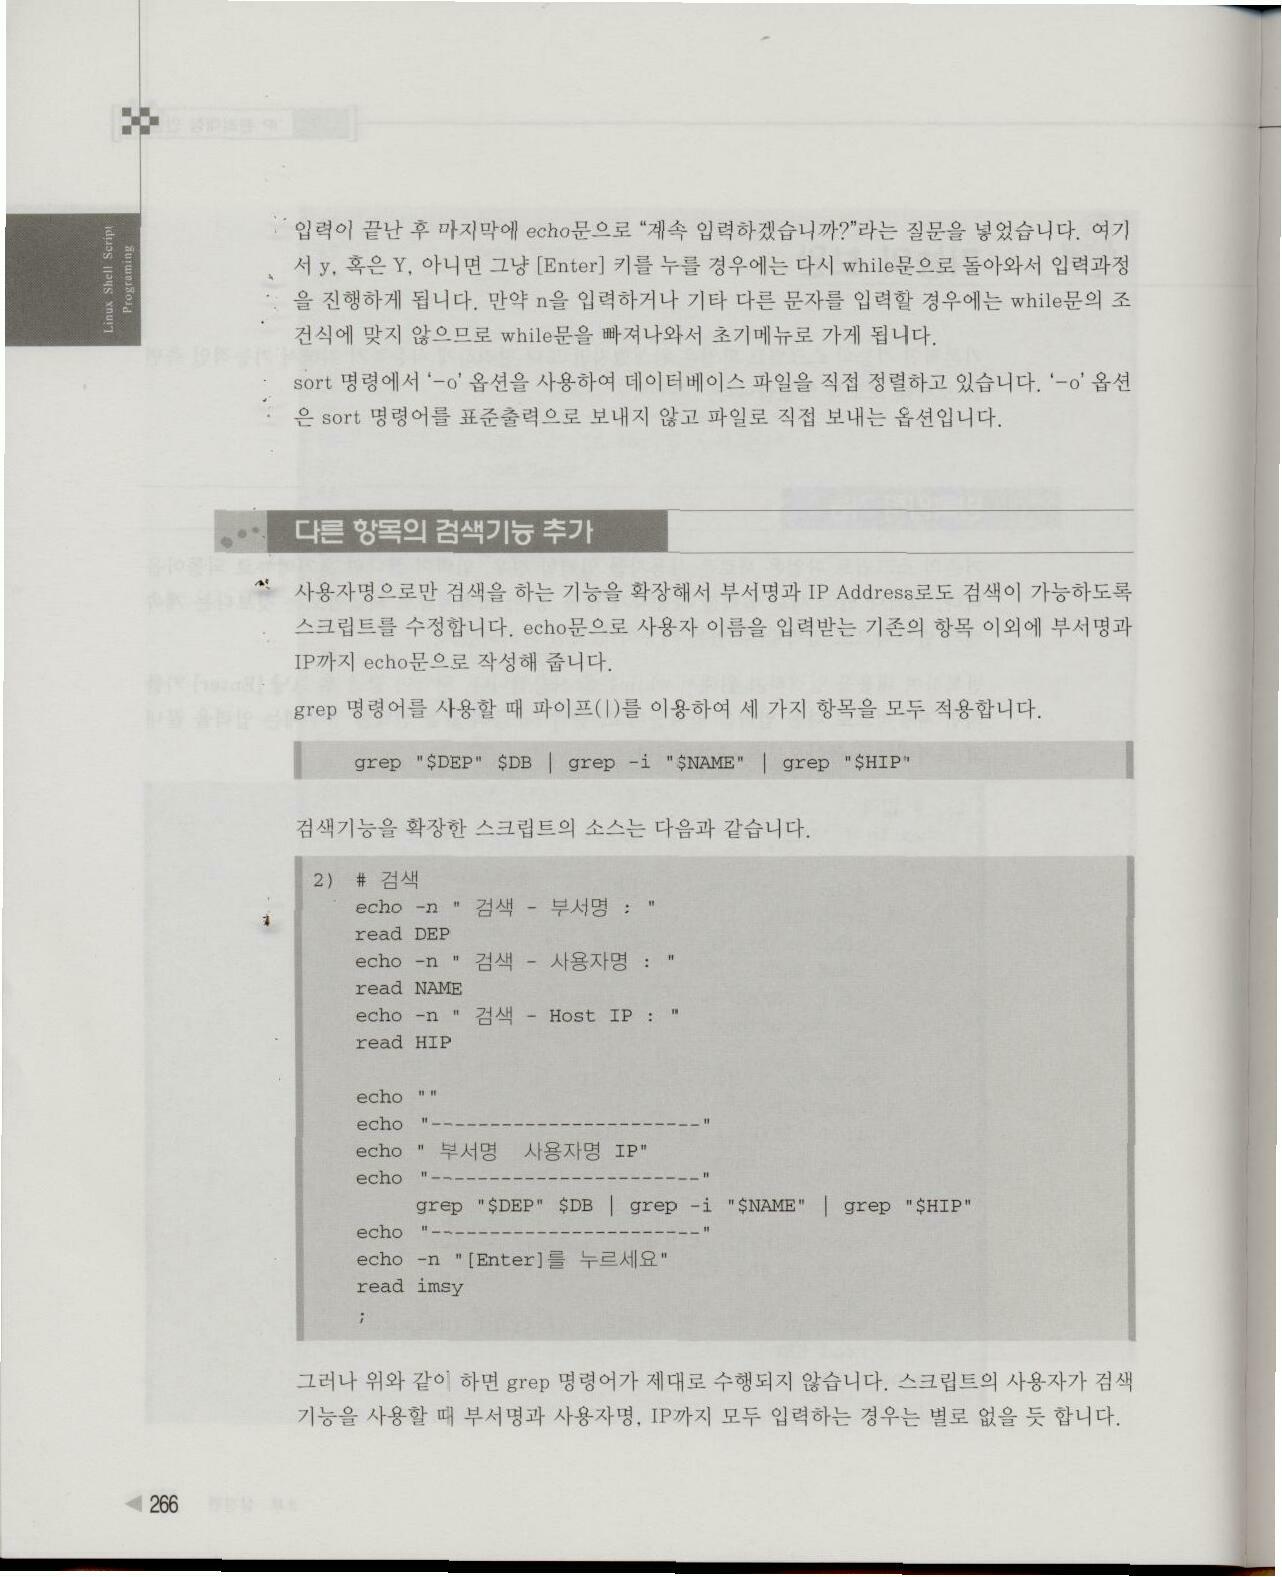 Linux Shell Script
Programing
입력이 끝난 후 마지막에 echo문으로 “계속 입력하겠습니까?”라는 질문을 넣었습니다. 여기
서 y, 혹은 Y, 아니면 그냥 [Enter] 키를 누를 경우에는 다시 while문으로 돌아와서 입력과정
을 진행하게 됩니다. 만약 n을 입력하거나 기타 다른 문자를 입력할 경우에는 while문의 조
건식에 맞지 않으므로 while문을 빠져나와서 초기메뉴로 가게 됩니다.
sort 명령에서 ‘-o’ 옵션을 사용하여 데이터베이스 파일을 직접 정렬하고 있습니다. ‘-o’ 옵션
은 sort 명령어를 표준출력으로 보내지 않고 파일로 직접 보내는 옵션입니다.
다른 항목의 검색기능 추가
사용자명으로만 검색을 하는 기능을 확장해서 부서명과 IP Address로도 검색이 가능하도록
스크립트를 수정합니다. echo문으로 사용자 이름을 입력받는 기존의 항목 이외에 부서명과
IP까지 echo문으로 작성해 줍니다.
grep 명령어를 사용할 때 파이프(|)를 이용하여 세 가지 항목을 모두 적용합니다.
grep "$DEP" $DB | grep -i "$NAME" | grep "$HIP"
검색기능을 확장한 스크립트의 소스는 다음과 같습니다.
2) # 검색
echo -n " 검색 - 부서명 : "
read DEP
echo -n " 검색 - 사용자명 : "
read NAME
echo -n " 검색 - Host IP : "
read HIP
echo ""
echo "-----------------------"
echo " 부서명  사용자명 IP"
echo "-----------------------"
grep "$DEP" $DB | grep -i "$NAME" | grep "$HIP"
echo "-----------------------"
echo -n "[Enter]를 누르세요"
read imsy
;
그러나 위와 같이 하면 grep 명령어가 제대로 수행되지 않습니다. 스크립트의 사용자가 검색
기능을 사용할 때 부서명과 사용자명, IP까지 모두 입력하는 경우는 별로 없을 듯 합니다.
266